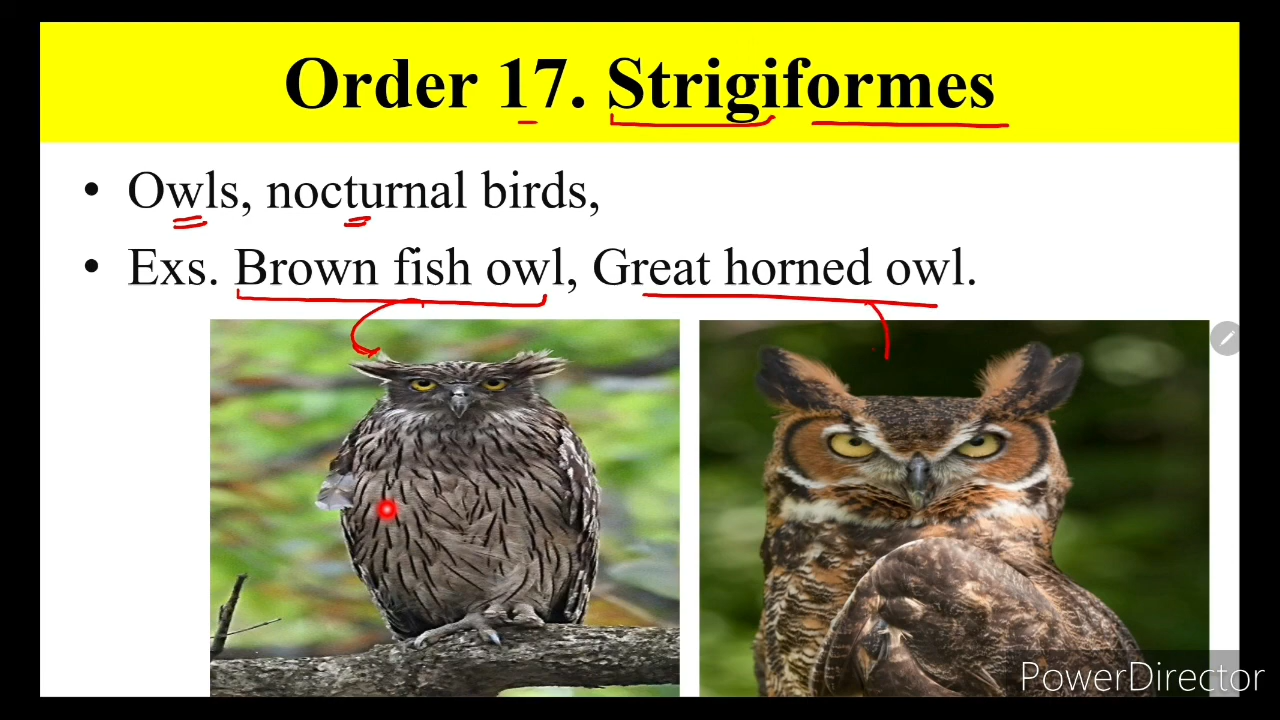 Order 17. Strigiformes
• Owls, nocturnal birds,
• Exs. Brown fish owl, Great horned owl.
PowerDirector